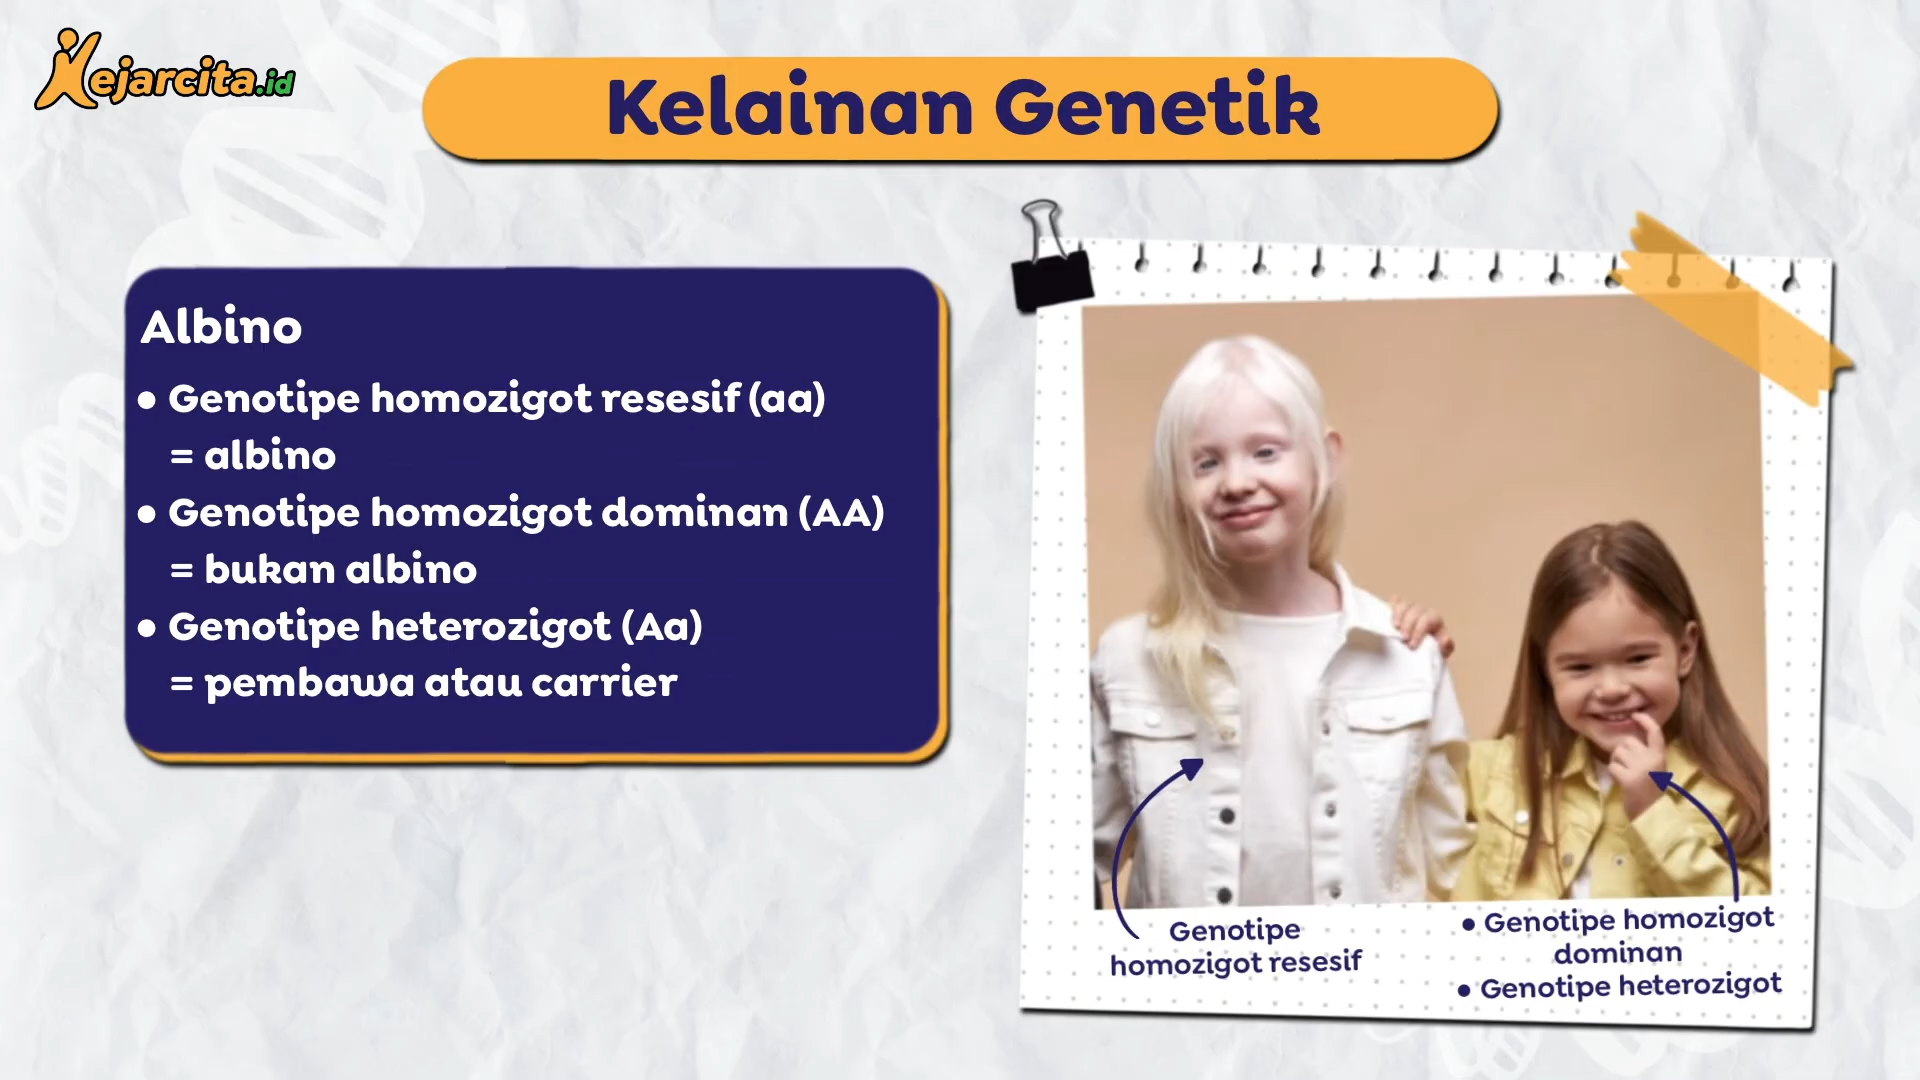 Kejarcita.id
Kelainan Genetik
Albino
• Genotipe homozigot resesif (aa)
= albino
• Genotipe homozigot dominan (AA)
= bukan albino
• Genotipe heterozigot (Aa)
= pembawa atau carrier
Genotipe
homozigot resesif
• Genotipe homozigot
dominan
• Genotipe heterozigot